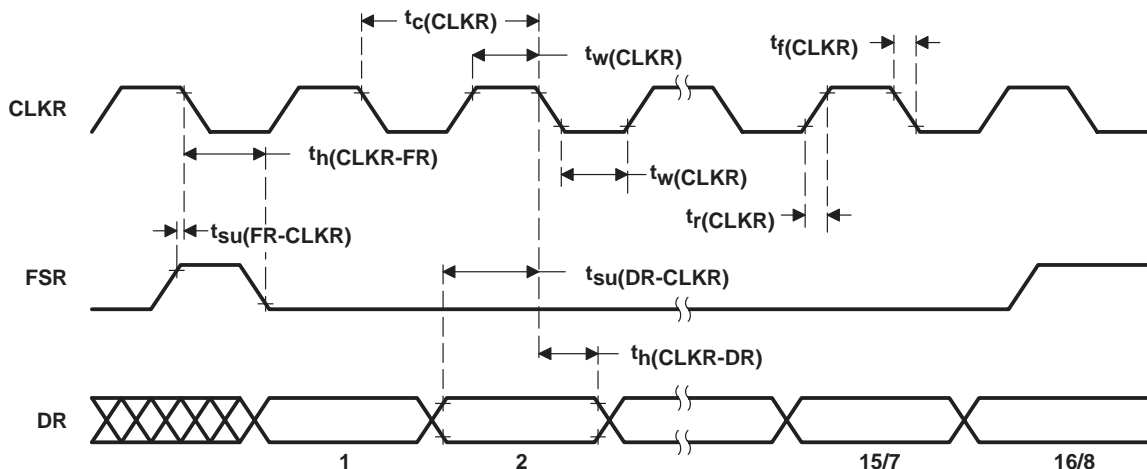 tc(CLKR)
tw(CLKR)
tf(CLKR)
CLKR
th(CLKR-FR)
tw(CLKR)
tr(CLKR)
tsu(FR-CLKR)
FSR
tsu(DR-CLKR)
th(CLKR-DR)
DR
1 2 15/7 16/8